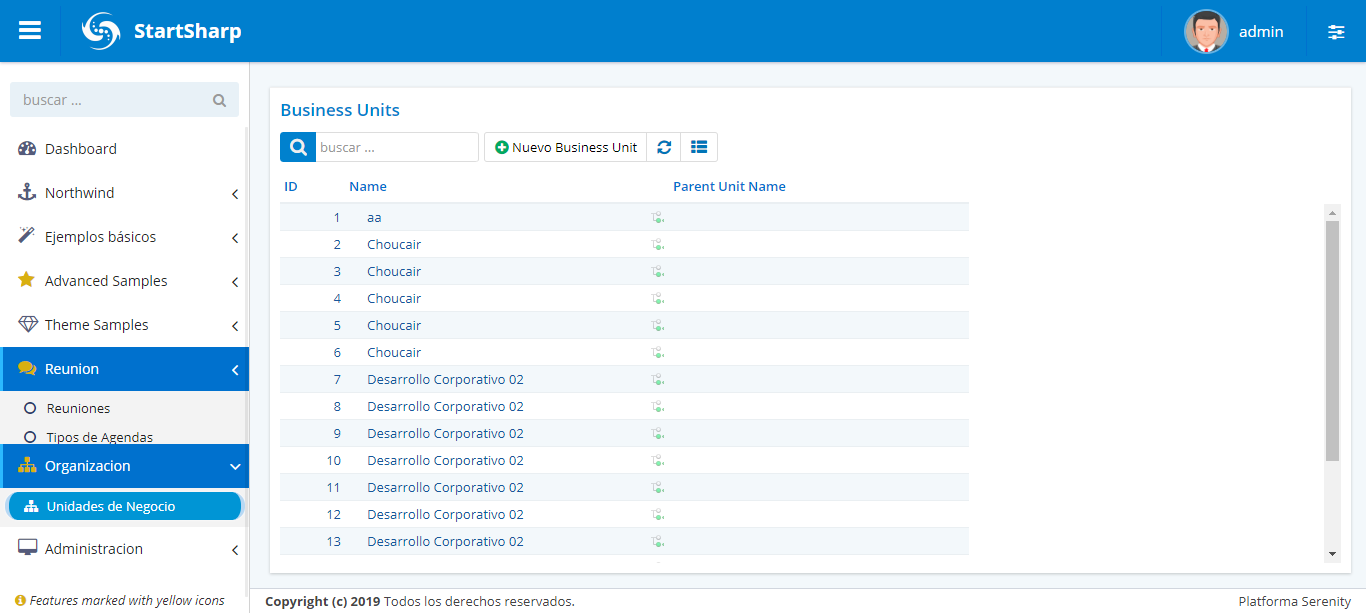 StartSharp
admin
buscar ...
Dashboard
Northwind
Ejemplos básicos
Advanced Samples
Theme Samples
Reunion
Reuniones
Tipos de Agendas
Organizacion
Unidades de Negocio
Administracion
Features marked with yellow icons
Business Units
buscar ...
Nuevo Business Unit
ID Name Parent Unit Name
1 aa
2 Choucair
3 Choucair
4 Choucair
5 Choucair
6 Choucair
7 Desarrollo Corporativo 02
8 Desarrollo Corporativo 02
9 Desarrollo Corporativo 02
10 Desarrollo Corporativo 02
11 Desarrollo Corporativo 02
12 Desarrollo Corporativo 02
13 Desarrollo Corporativo 02
Copyright (c) 2019 Todos los derechos reservados.
Platforma Serenity